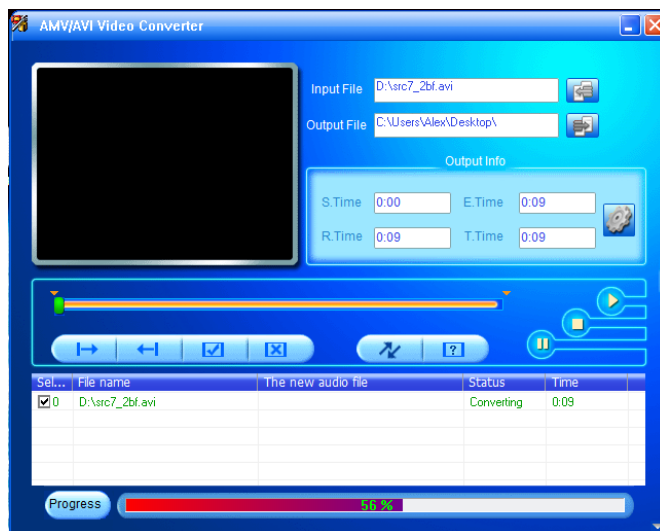 AMV/AVI Video Converter
Input File D:\src7_2bf.avi
Output File C:\Users\Alex\Desktop\
Output Info
S.Time 0:00 E.Time 0:09
R.Time 0:09 T.Time 0:09
Sel... File name The new audio file Status Time
0 D:\src7_2bf.avi Converting 0:09
Progress 56 %